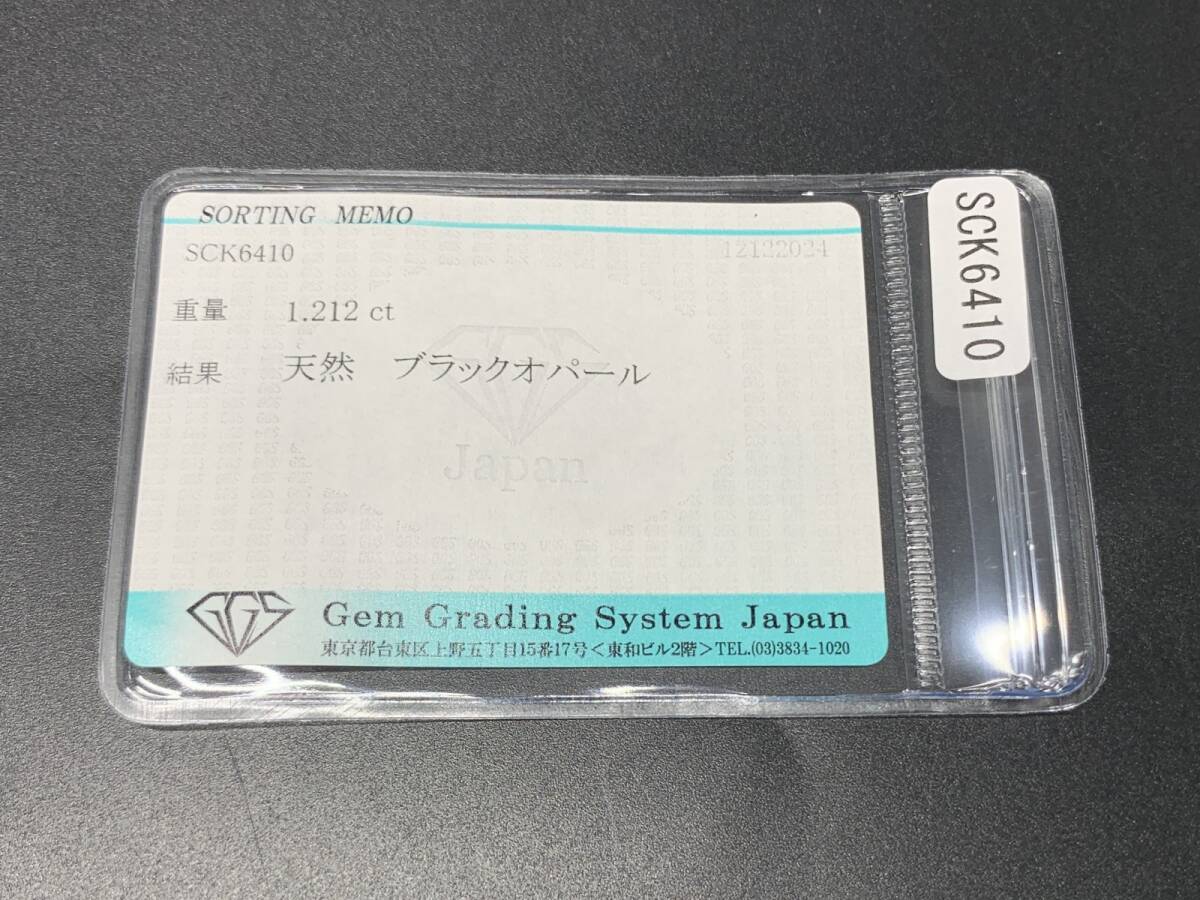 SORTING MEMO
SCK6410 12122024
重量 1.212 ct
結果 天然 ブラックオパール
Japan
GGS Gem Grading System Japan
東京都台東区上野五丁目15番17号<東和ビル2階>TEL.(03)3834-1020
SCK6410